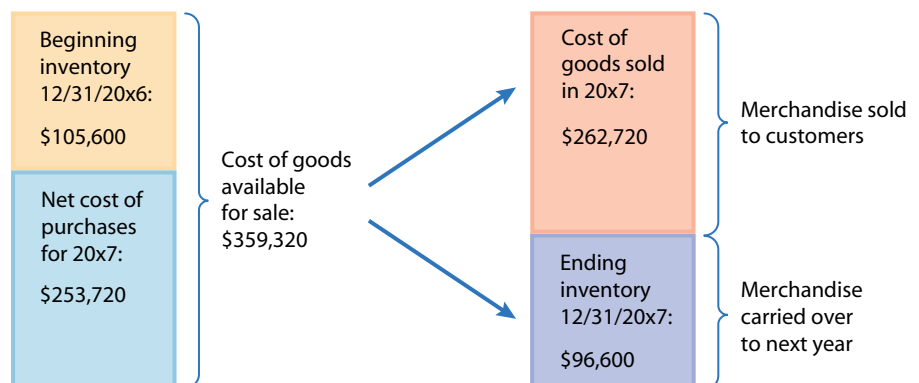 Beginning
inventory
12/31/20x6:
$105,600
Net cost of
purchases
for 20x7:
$253,720
Cost of goods
available
for sale:
$359,320
Cost of
goods sold
in 20x7:
$262,720
Merchandise sold
to customers
Ending
inventory
12/31/20x7:
$96,600
Merchandise
carried over
to next year